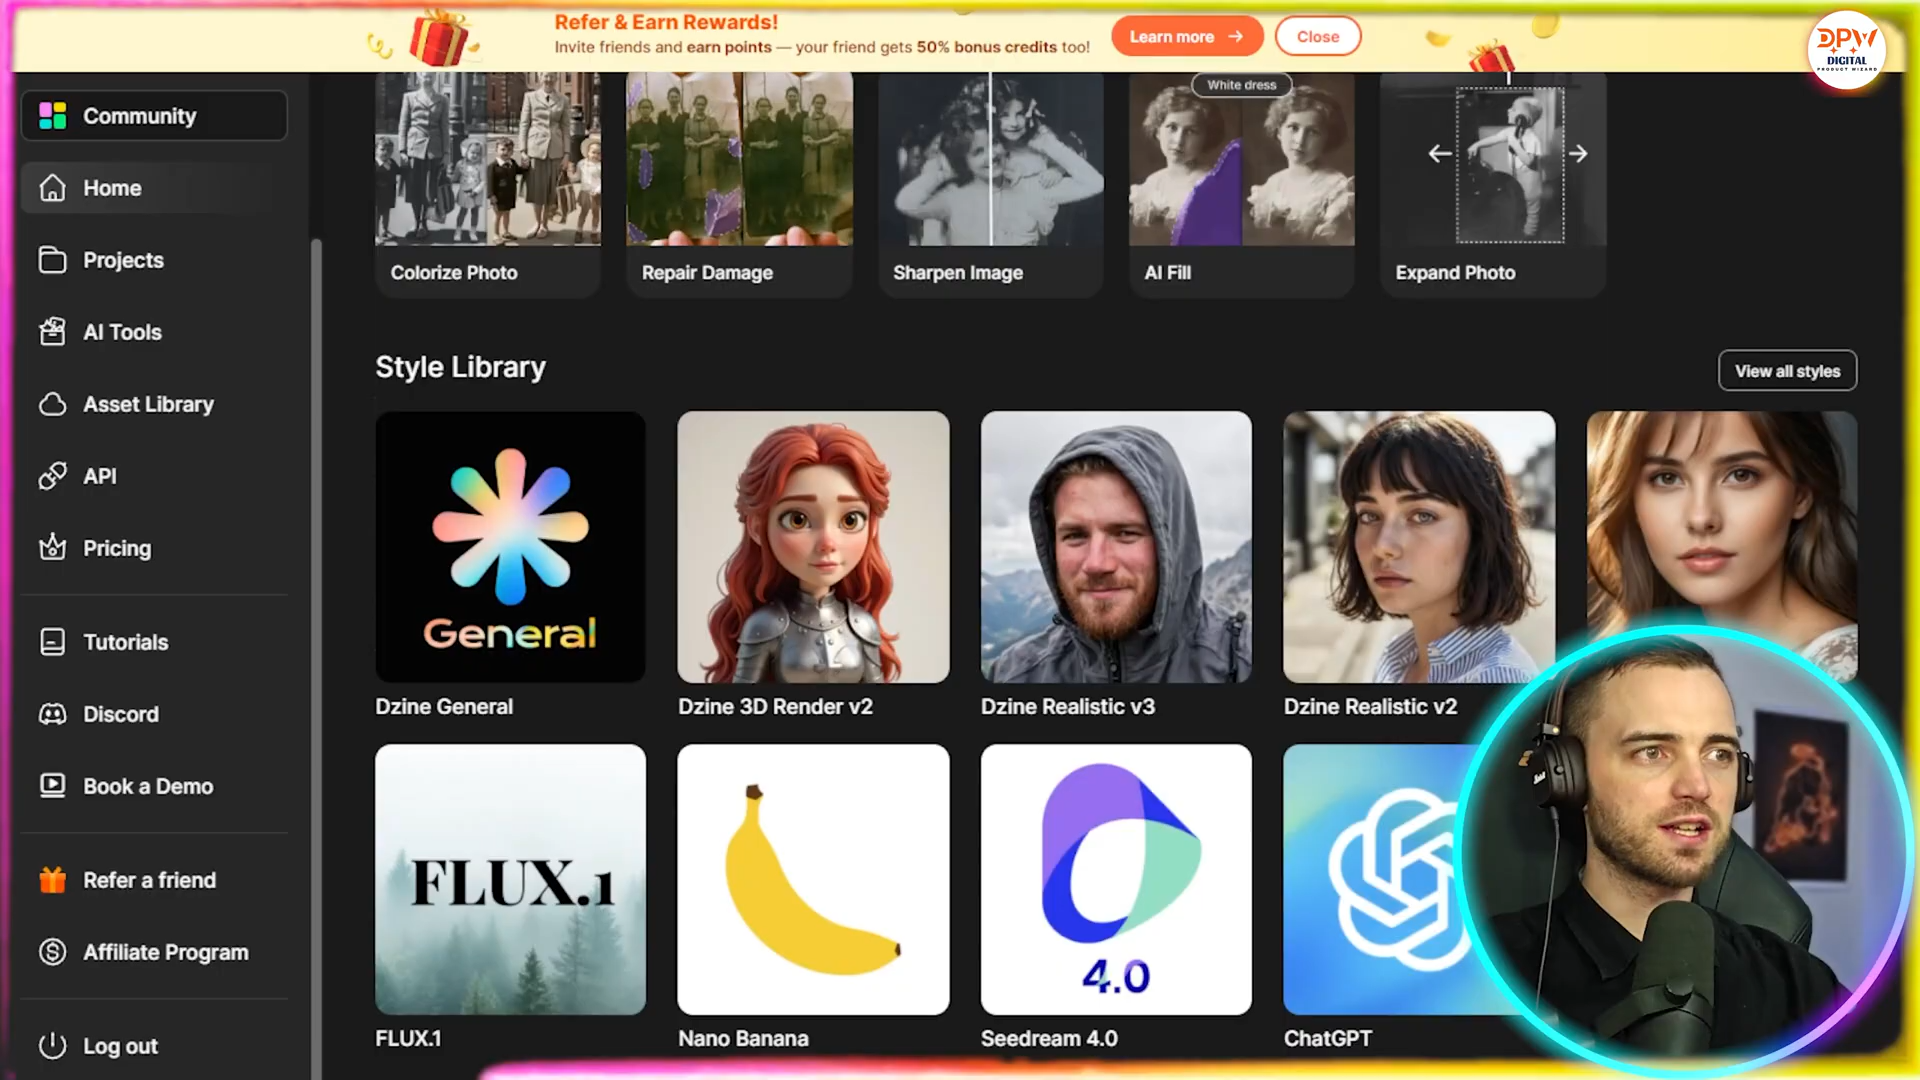 Refer & Earn Rewards!
Invite friends and earn points — your friend gets 50% bonus credits too!
Learn more →
Close
DPW
DIGITAL
PRODUCT WIZARD
Community
Home
Projects
AI Tools
Asset Library
API
Pricing
Tutorials
Discord
Book a Demo
Refer a friend
Affiliate Program
Log out
White dress
Colorize Photo
Repair Damage
Sharpen Image
AI Fill
Expand Photo
Style Library
View all styles
General
Dzine General
Dzine 3D Render v2
Dzine Realistic v3
Dzine Realistic v2
FLUX.1
4.0
FLUX.1
Nano Banana
Seedream 4.0
ChatGPT